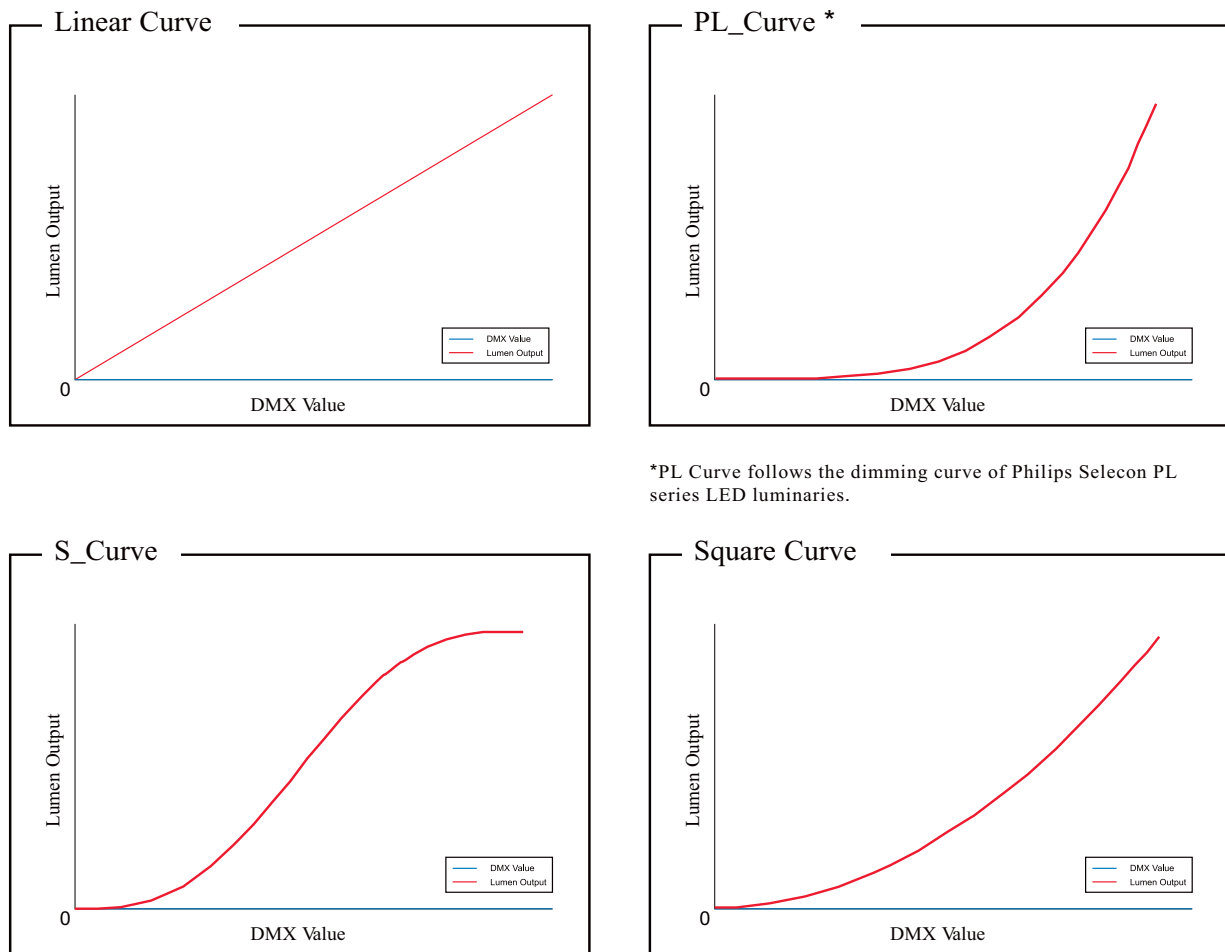 Linear Curve
Lumen Output
DMX Value
Lumen Output
0
DMX Value
PL_Curve *
Lumen Output
DMX Value
Lumen Output
0
DMX Value
*PL Curve follows the dimming curve of Philips Selecon PL
series LED luminaries.
S_Curve
Lumen Output
DMX Value
Lumen Output
0
DMX Value
Square Curve
Lumen Output
DMX Value
Lumen Output
0
DMX Value